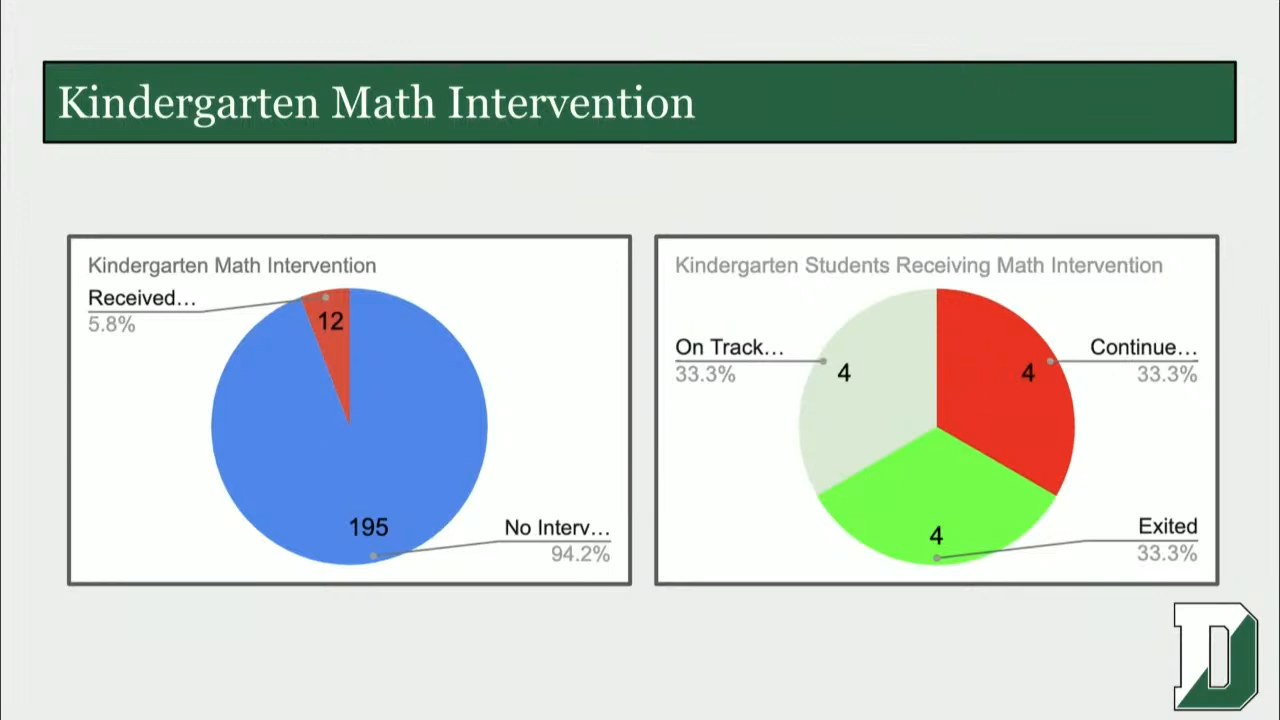 Kindergarten Math Intervention
Kindergarten Math Intervention
Received…
5.8%
12
195
No Interv…
94.2%
Kindergarten Students Receiving Math Intervention
On Track…
33.3%
4
4
Continue…
33.3%
4
Exited
33.3%
D